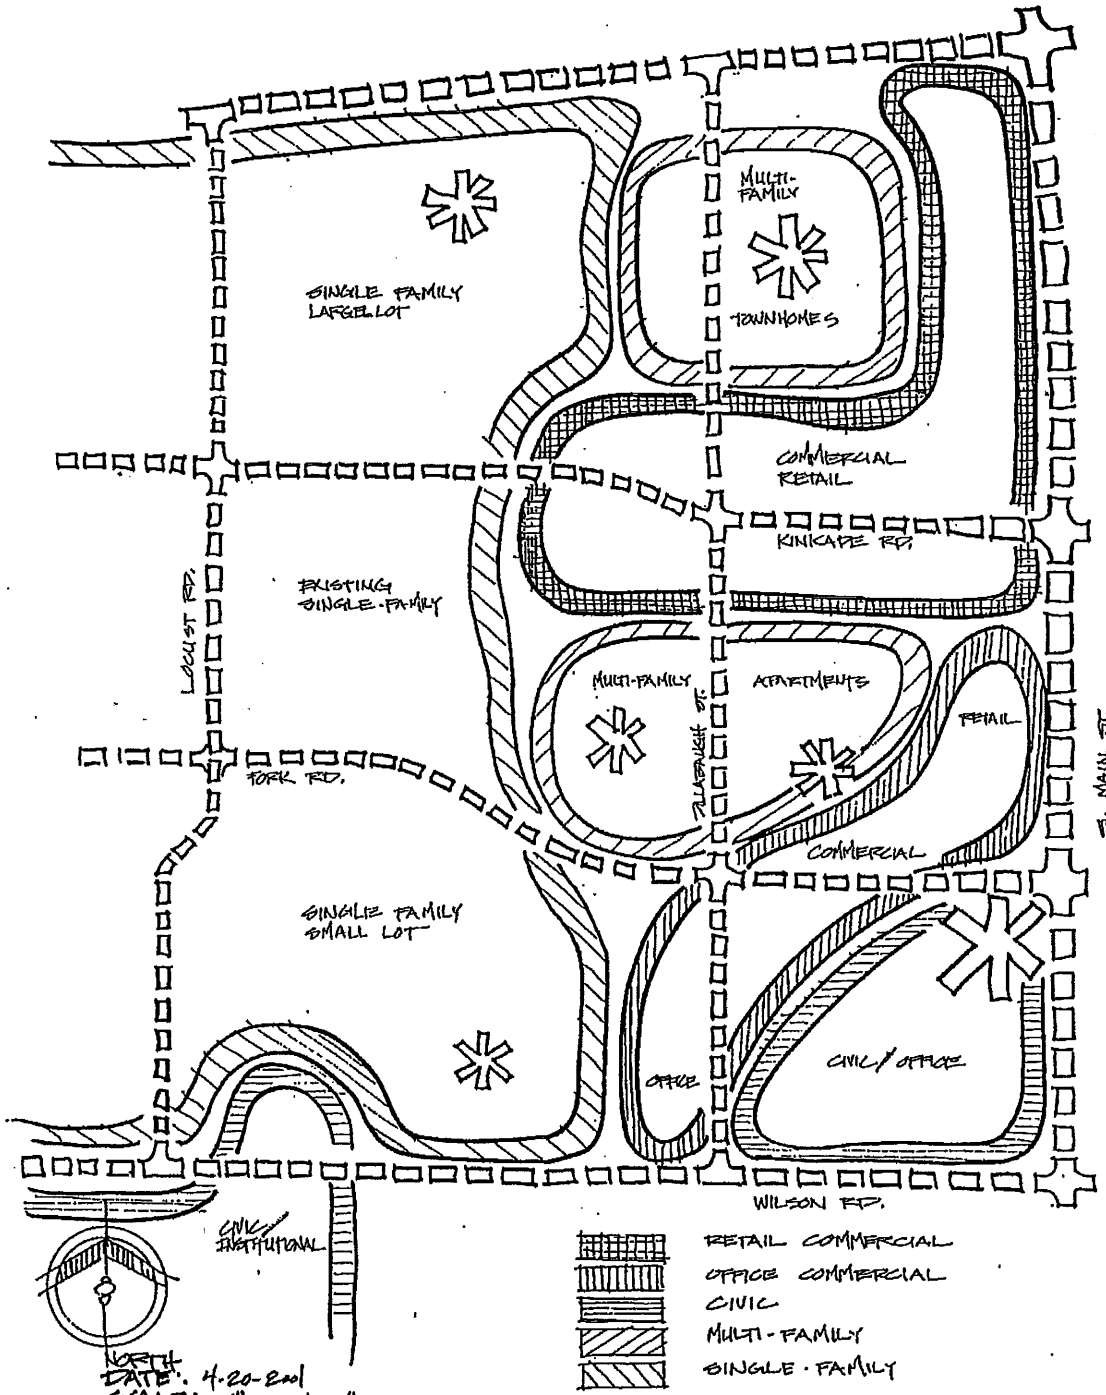 MULTI-
FAMILY
SINGLE FAMILY
LARGE LOT
TOWNHOMES
COMMERCIAL
RETAIL
KINKADE RD.
EXISTING
SINGLE-FAMILY
LOCUST RD.
MULTI-FAMILY
APARTMENTS
RETAIL
FORK RD.
COMMERCIAL
SINGLE FAMILY
SMALL LOT
CIVIC/OFFICE
OFFICE
WILSON RD.
CIVIC/
INSTITUTIONAL
RETAIL COMMERCIAL
OFFICE COMMERCIAL
CIVIC
MULTI-FAMILY
SINGLE-FAMILY
NORTH
DATE: 4-20-2001